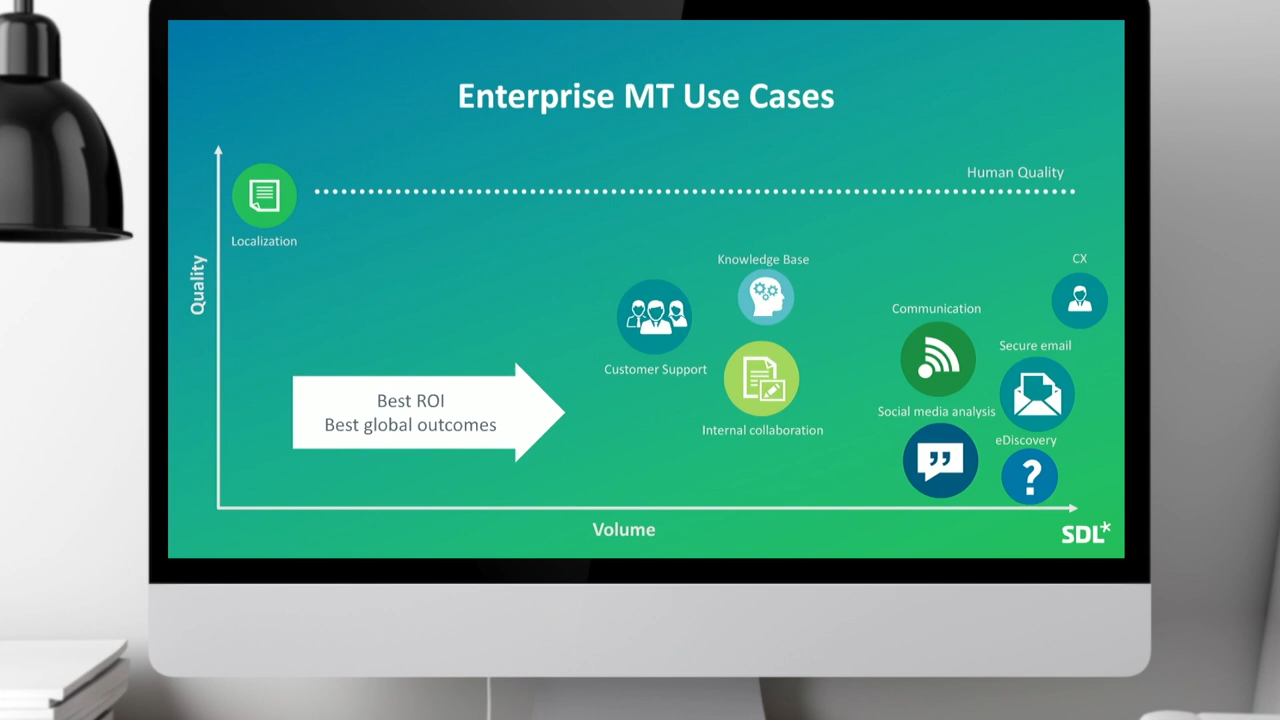 Enterprise MT Use Cases
Human Quality
Localization
Quality
Knowledge Base
CX
Communication
Secure email
Customer Support
Best ROI
Best global outcomes
Social media analysis
Internal collaboration
eDiscovery
?
Volume
SDL*